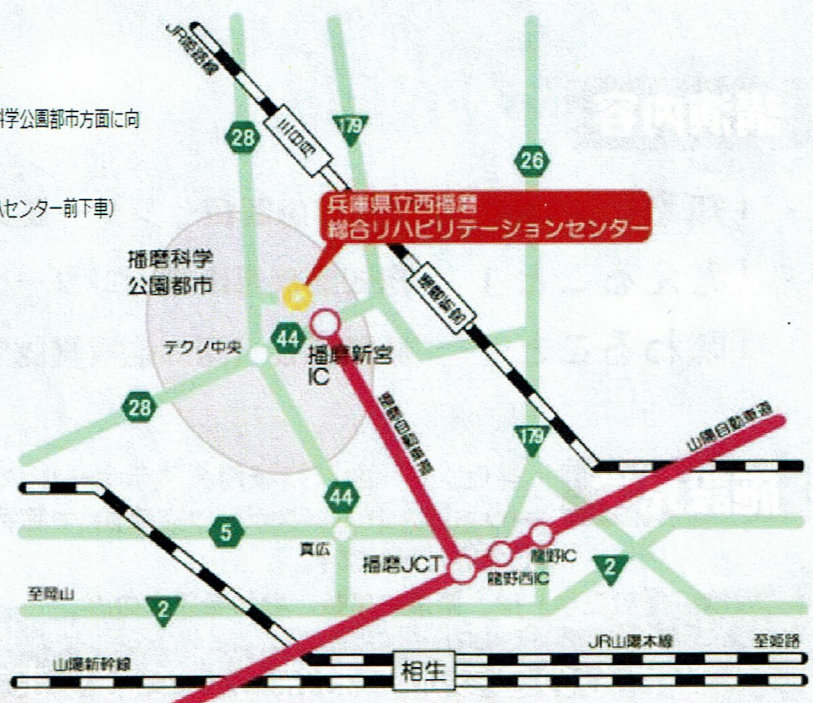 JR姫路線
科学公園都市方面に向
28
三日月
179
26
ハセンター前下車)
兵庫県立西播磨
総合リハビリテーションセンター
播磨科学
公園都市
播磨新宮
テクノ中央
44
播磨新宮
IC
28
播磨自動車道
179
山陽自動車道
44
5
真広
播磨JCT
龍野西IC
龍野IC
2
至岡山
2
JR山陽本線
至姫路
山陽新幹線
相生